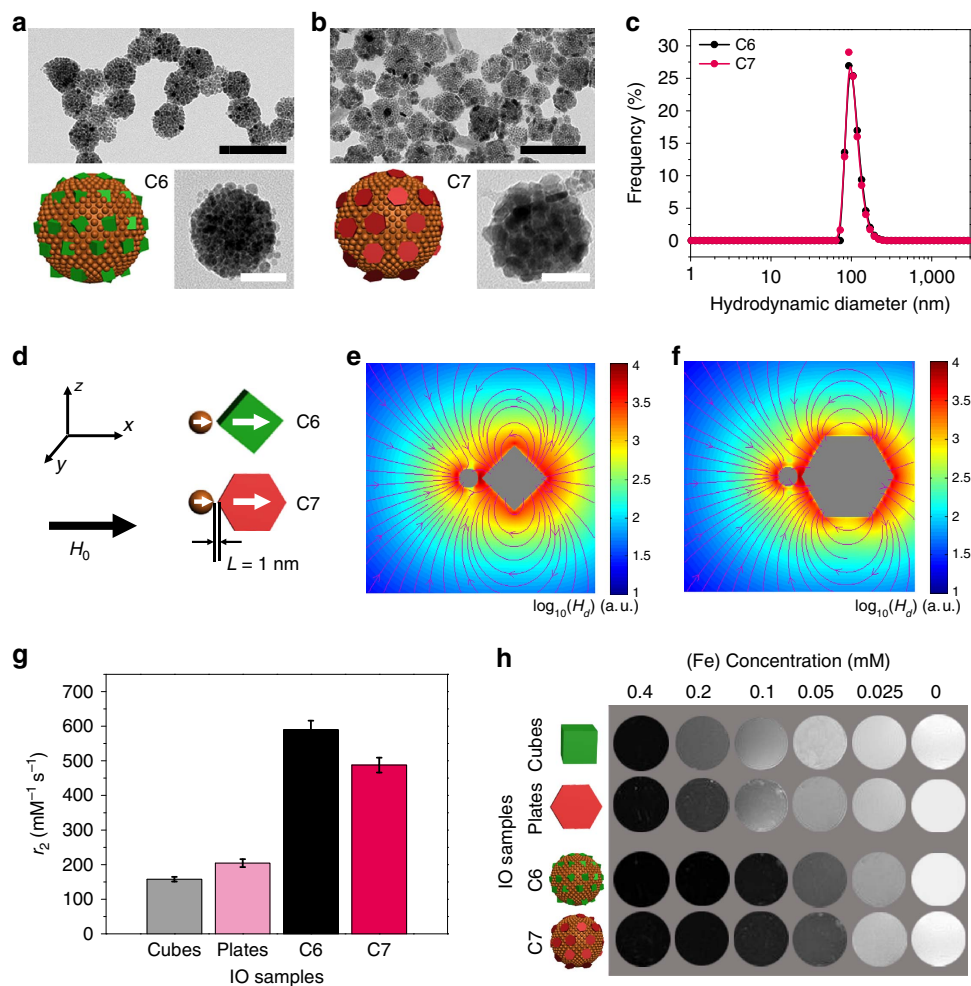 a
b
c
C6
C7
Frequency (%)
30
25
20
15
10
5
0
C6
C7
1
10
100
1,000
Hydrodynamic diameter (nm)
d
z
x
y
H0
C6
C7
L = 1 nm
e
4
3.5
3
2.5
2
1.5
1
log10(Hd) (a.u.)
f
4
3.5
3
2.5
2
1.5
1
log10(Hd) (a.u.)
g
r2 (mM−1 s−1)
700
600
500
400
300
200
100
0
Cubes
Plates
C6
C7
IO samples
h
(Fe) Concentration (mM)
0.4 0.2 0.1 0.05 0.025 0
IO samples
Cubes
Plates
C6
C7